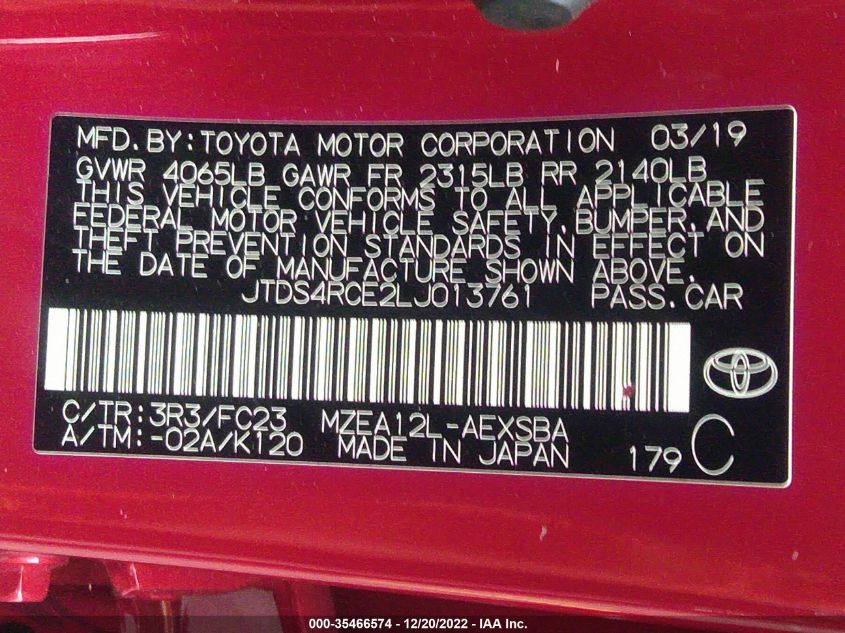 MFD. BY: TOYOTA MOTOR CORPORATION 03/19
GVWR 4065LB GAWR FR 2315LB RR 2140LB
THIS VEHICLE CONFORMS TO ALL APPLICABLE
FEDERAL MOTOR VEHICLE SAFETY, BUMPER, AND
THEFT PREVENTION STANDARDS IN EFFECT ON
THE DATE OF MANUFACTURE SHOWN ABOVE.
JTDS4RCE2LJ013761 PASS. CAR
C/TR: 3R3/FC23 MZEA12L-AEXSBA
A/TM: -02A/K120 MADE IN JAPAN 179 C
000-35466574 - 12/20/2022 - IAA Inc.